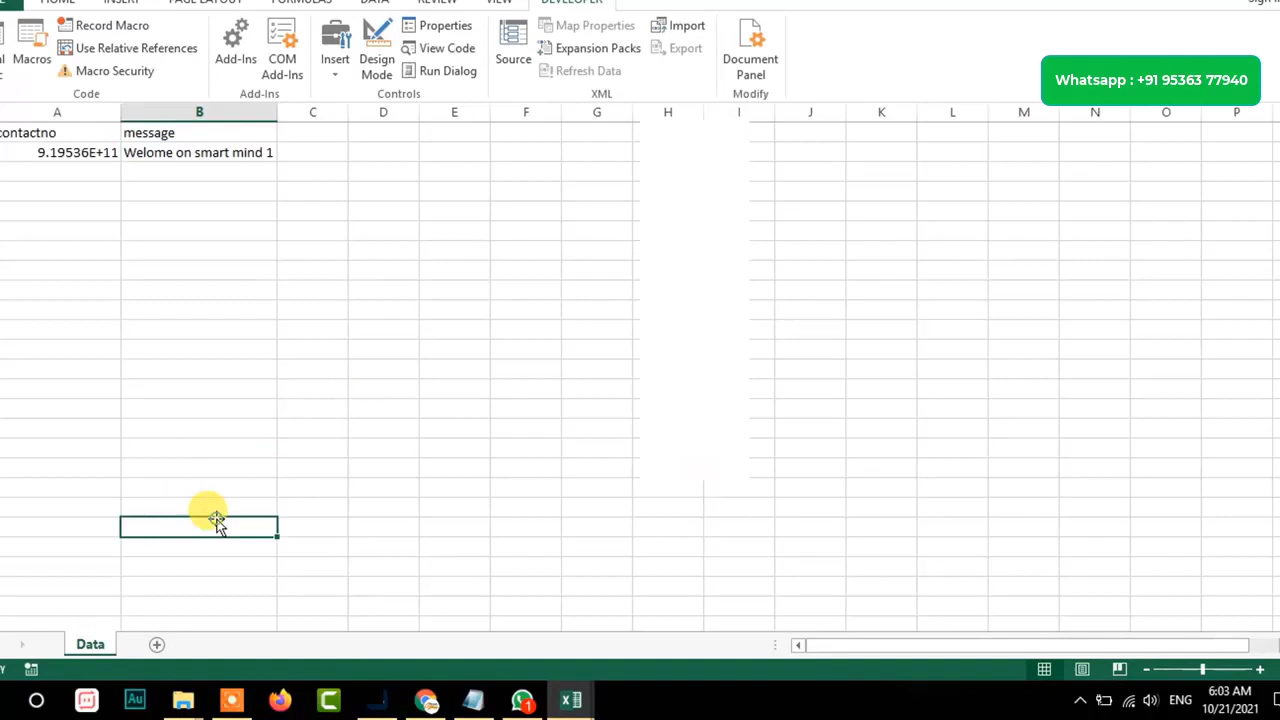 HOME INSERT PAGE LAYOUT FORMULAS DATA REVIEW VIEW DEVELOPER
Macros
Record Macro
Use Relative References
Macro Security
Code
Add-Ins
COM
Add-Ins
Add-Ins
Insert
Design
Mode
Properties
View Code
Run Dialog
Controls
Source
Map Properties
Expansion Packs
Refresh Data
Import
Export
XML
Document
Panel
Modify
Whatsapp : +91 95363 77940
A B C D E F G H I J K L M N O P
contactno message
9.19536E+11 Welome on smart mind 1
Data
Au
1
ENG
6:03 AM
10/21/2021